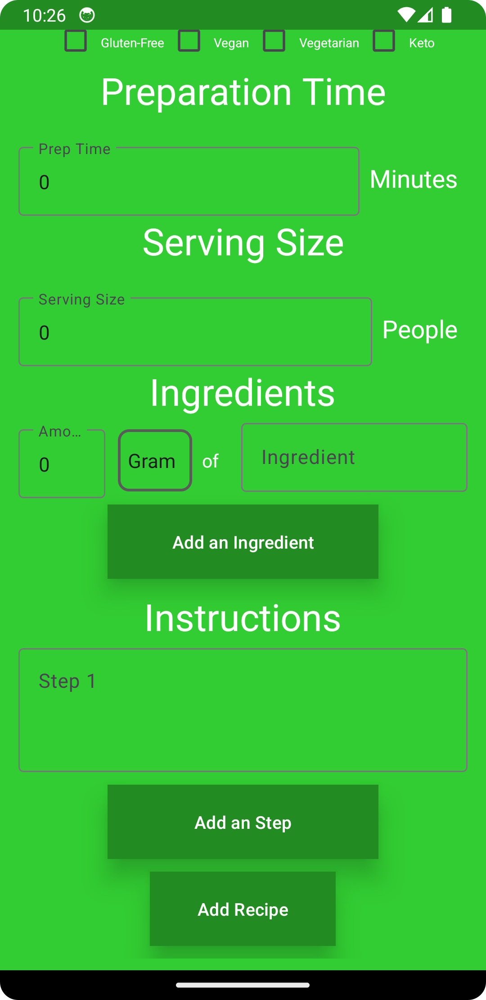 10:26
Gluten-Free Vegan Vegetarian Keto
Preparation Time
Prep Time
0 Minutes
Serving Size
Serving Size
0 People
Ingredients
Amo…
0 Gram of Ingredient
Add an Ingredient
Instructions
Step 1
Add an Step
Add Recipe